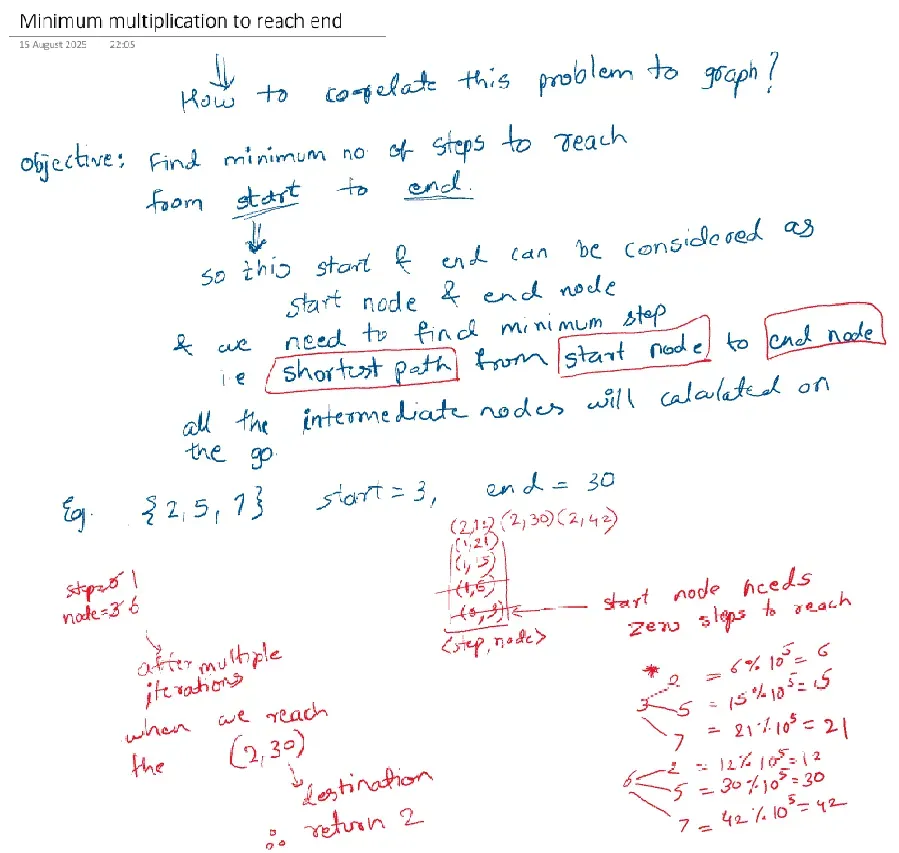 Minimum multiplication to reach end
15 August 2025 22:05
How to correlate this problem to graph?
Objective: Find minimum no. of steps to reach
from start to end.
so this start & end can be considered as
start node & end node
& we need to find minimum step
i.e shortest path from start node to end node
all the intermediate nodes will calculated on
the go.
Eg. {2, 5, 7} start = 3, end = 30
(2,12) (2,30) (2,42)
(1,21)
(1,15)
(1,6)
(0,3)
<step, node>
start node needs
zero steps to reach
step=0 1
node=3 6
after multiple
iterations
when we reach
the (2,30)
destination
∴ return 2
*
3 2 = 6 % 10^5 = 6
5 = 15 % 10^5 = 15
7 = 21 % 10^5 = 21
6 2 = 12 % 10^5 = 12
5 = 30 % 10^5 = 30
7 = 42 % 10^5 = 42